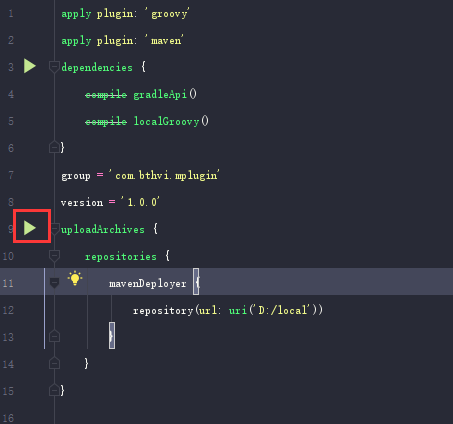 1 apply plugin: 'groovy'
2 apply plugin: 'maven'
3 dependencies {
4 compile gradleApi()
5 compile localGroovy()
6 }
7 group = 'com.bthvi.mplugin'
8 version = '1.0.0'
9 uploadArchives {
10 repositories {
11 mavenDeployer {
12 repository(url: uri('D:/local'))
13 }
14 }
15 }
16